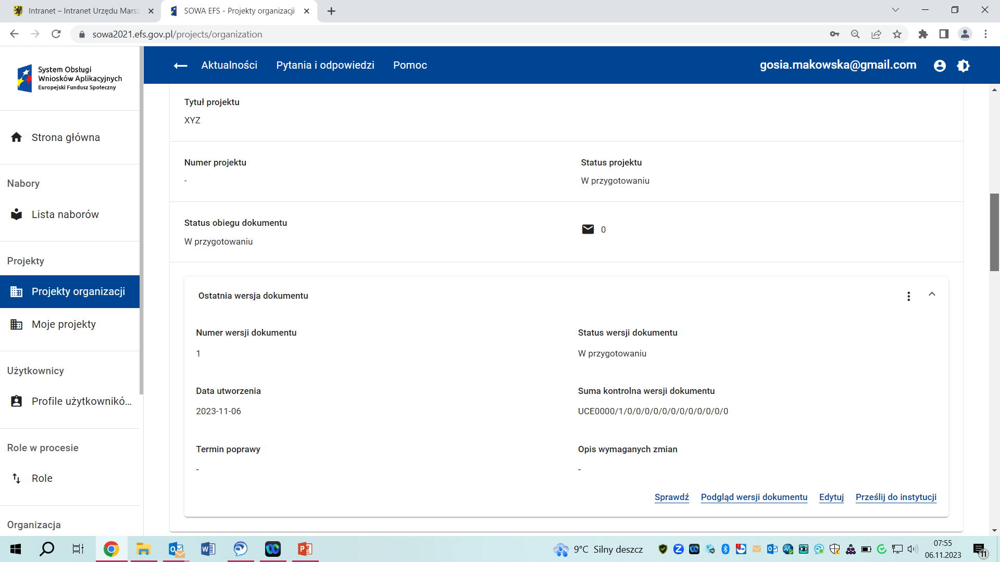 Intranet – Intranet Urzędu Marsz
SOWA EFS - Projekty organizacji
sowa2021.efs.gov.pl/projects/organization
System Obsługi
Wniosków Aplikacyjnych
Europejski Fundusz Społeczny
Aktualności
Pytania i odpowiedzi
Pomoc
gosia.makowska@gmail.com
Strona główna
Nabory
Lista naborów
Projekty
Projekty organizacji
Moje projekty
Użytkownicy
Profile użytkownikó...
Role w procesie
Role
Organizacja
Tytuł projektu
XYZ
Numer projektu
-
Status projektu
W przygotowaniu
Status obiegu dokumentu
W przygotowaniu
0
Ostatnia wersja dokumentu
Numer wersji dokumentu
1
Status wersji dokumentu
W przygotowaniu
Data utworzenia
2023-11-06
Suma kontrolna wersji dokumentu
UCE0000/1/0/0/0/0/0/0/0/0/0/0/0/0
Termin poprawy
-
Opis wymaganych zmian
-
Sprawdź
Podgląd wersji dokumentu
Edytuj
Prześlij do instytucji
9°C Silny deszcz
07:55
06.11.2023
11